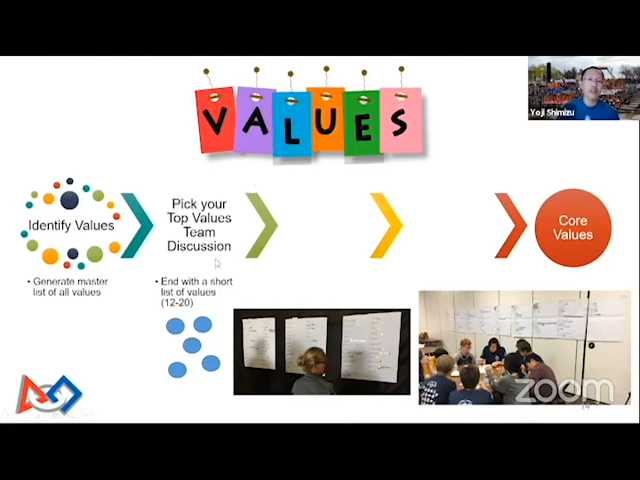 VALUES
Yoji Shimizu
Identify Values
Pick your
Top Values
Team
Discussion
Core
Values
• Generate master
list of all values
• End with a short
list of values
(12-20)
zoom
14